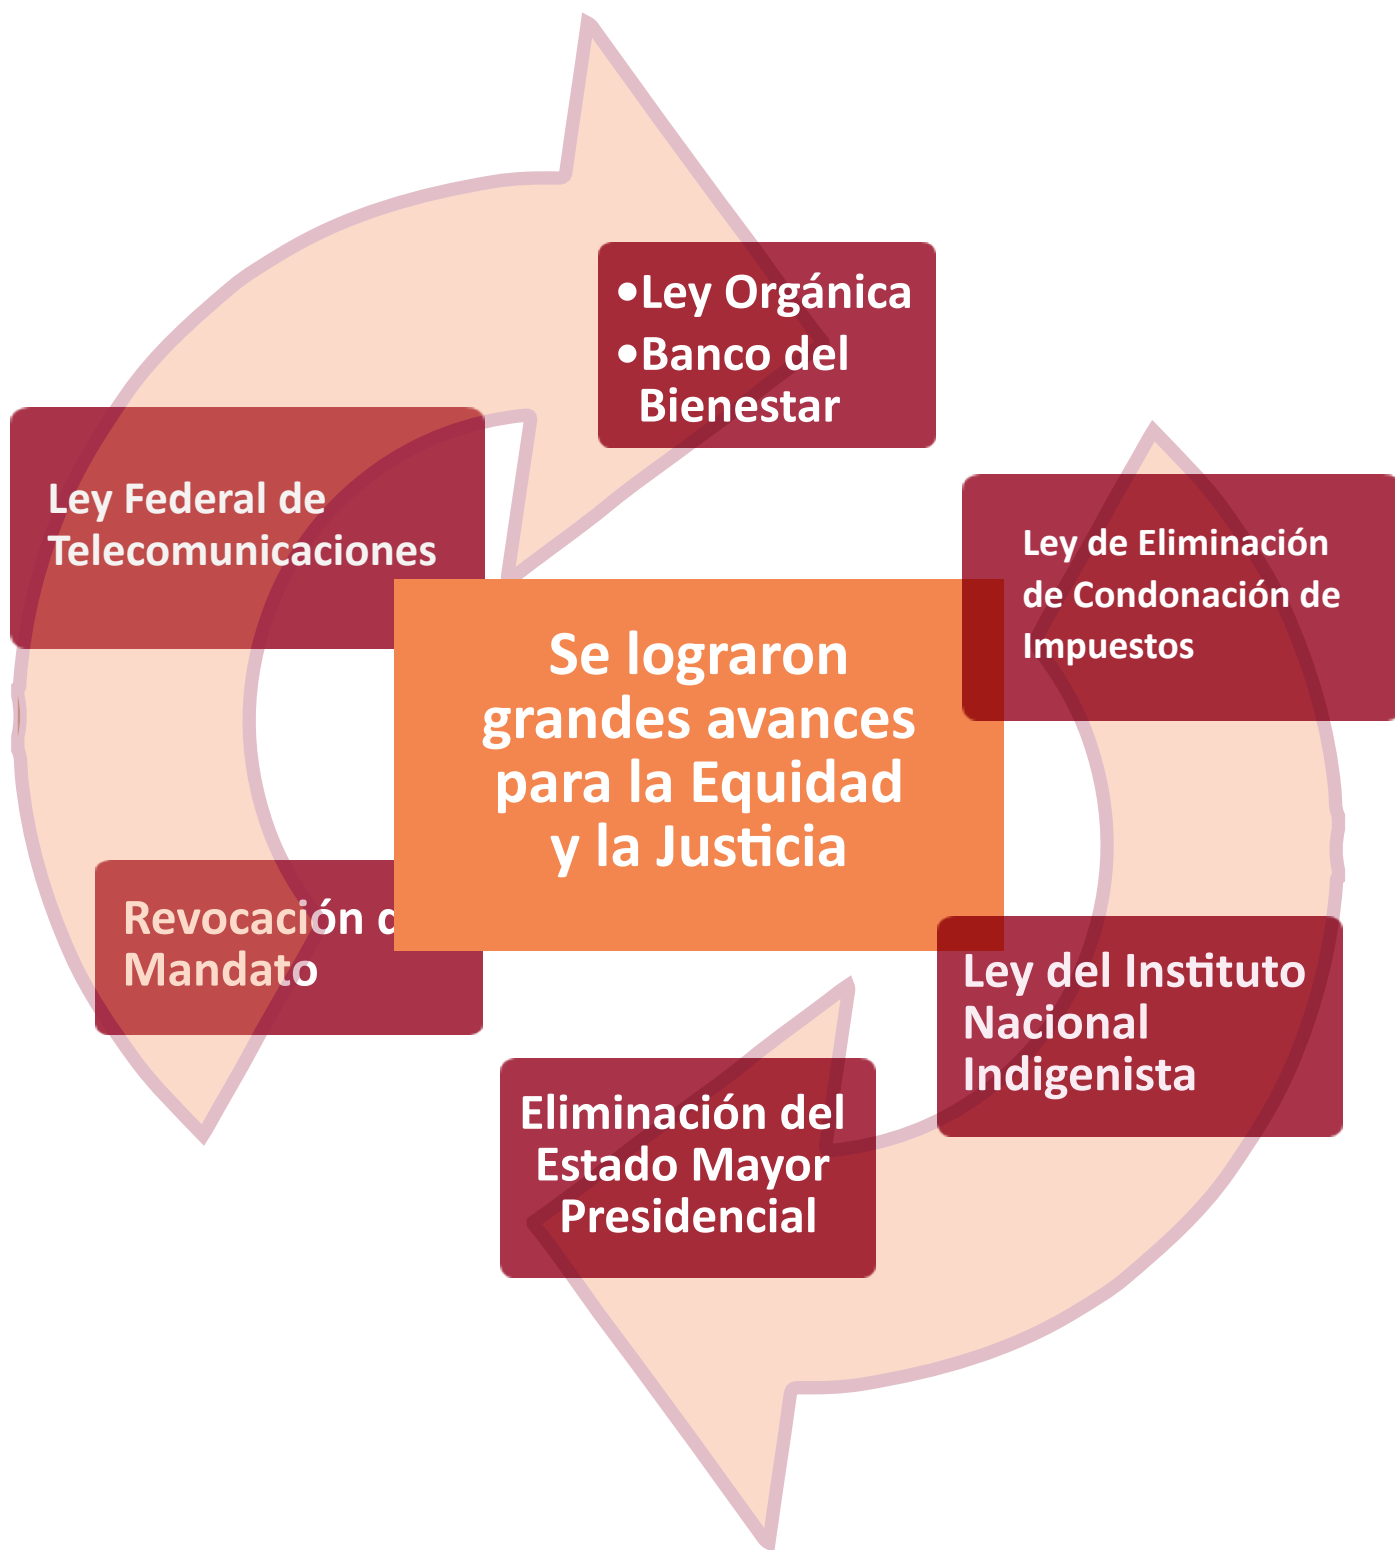 •Ley Orgánica
•Banco del
Bienestar
Ley Federal de
Telecomunicaciones
Ley de Eliminación
de Condonación de
Impuestos
Se lograron
grandes avances
para la Equidad
y la Justicia
Revocación
Mandato
Ley del Instituto
Nacional
Indigenista
Eliminación del
Estado Mayor
Presidencial